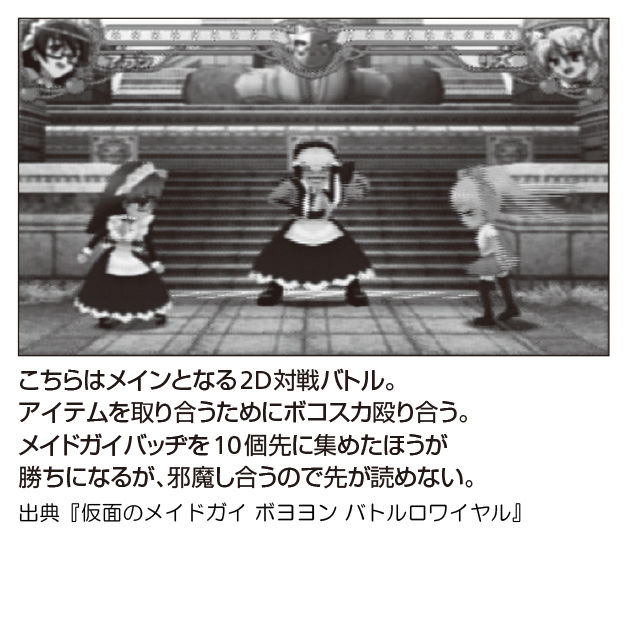 アラシ
リズ
こちらはメインとなる2D対戦バトル。
アイテムを取り合うためにボコスカ殴り合う。
メイドガイバッヂを10個先に集めたほうが
勝ちになるが、邪魔し合うので先が読めない。
出典『仮面のメイドガイ ボヨヨン バトルロワイヤル』